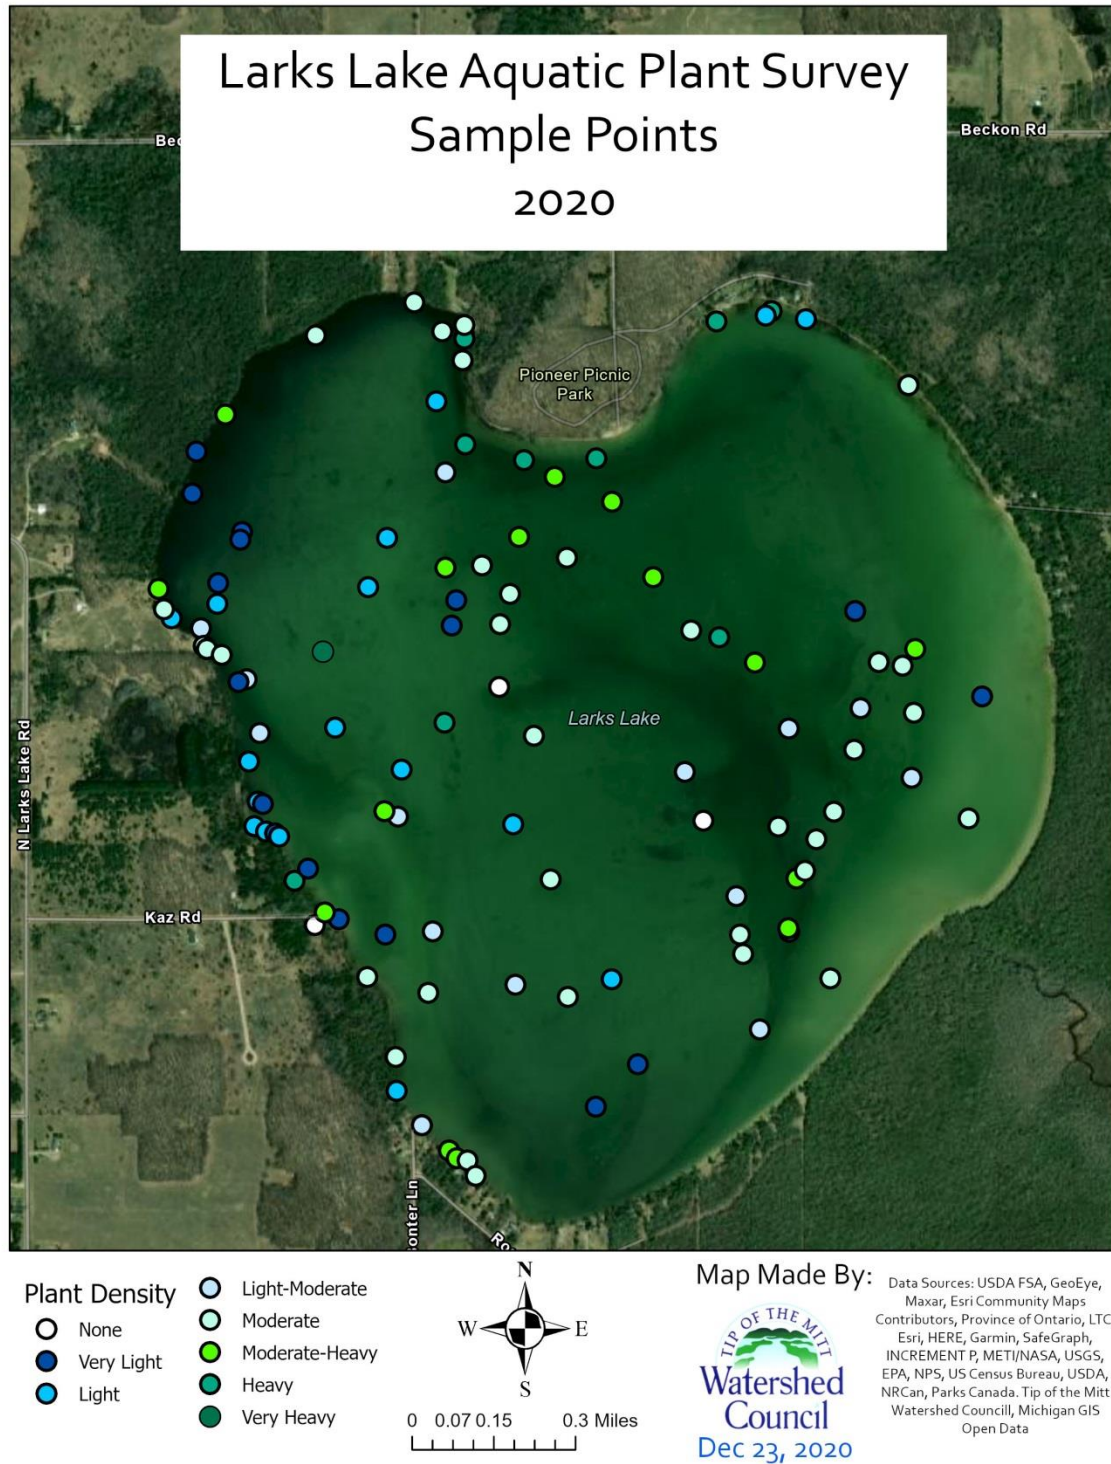 Larks Lake Aquatic Plant Survey
Sample Points
2020
Bec
Beckon Rd
Pioneer Picnic
Park
N Larks Lake Rd
Larks Lake
Kaz Rd
onter Ln
Ro
Plant Density
None
Very Light
Light
Light-Moderate
Moderate
Moderate-Heavy
Heavy
Very Heavy
N
W E
S
0 0.07 0.15 0.3 Miles
Map Made By:
TIP OF THE MITT
Watershed
Council
Dec 23, 2020
Data Sources: USDA FSA, GeoEye,
Maxar, Esri Community Maps
Contributors, Province of Ontario, LTC,
Esri, HERE, Garmin, SafeGraph,
INCREMENT P, METI/NASA, USGS,
EPA, NPS, US Census Bureau, USDA,
NRCan, Parks Canada. Tip of the Mitt
Watershed Councill, Michigan GIS
Open Data